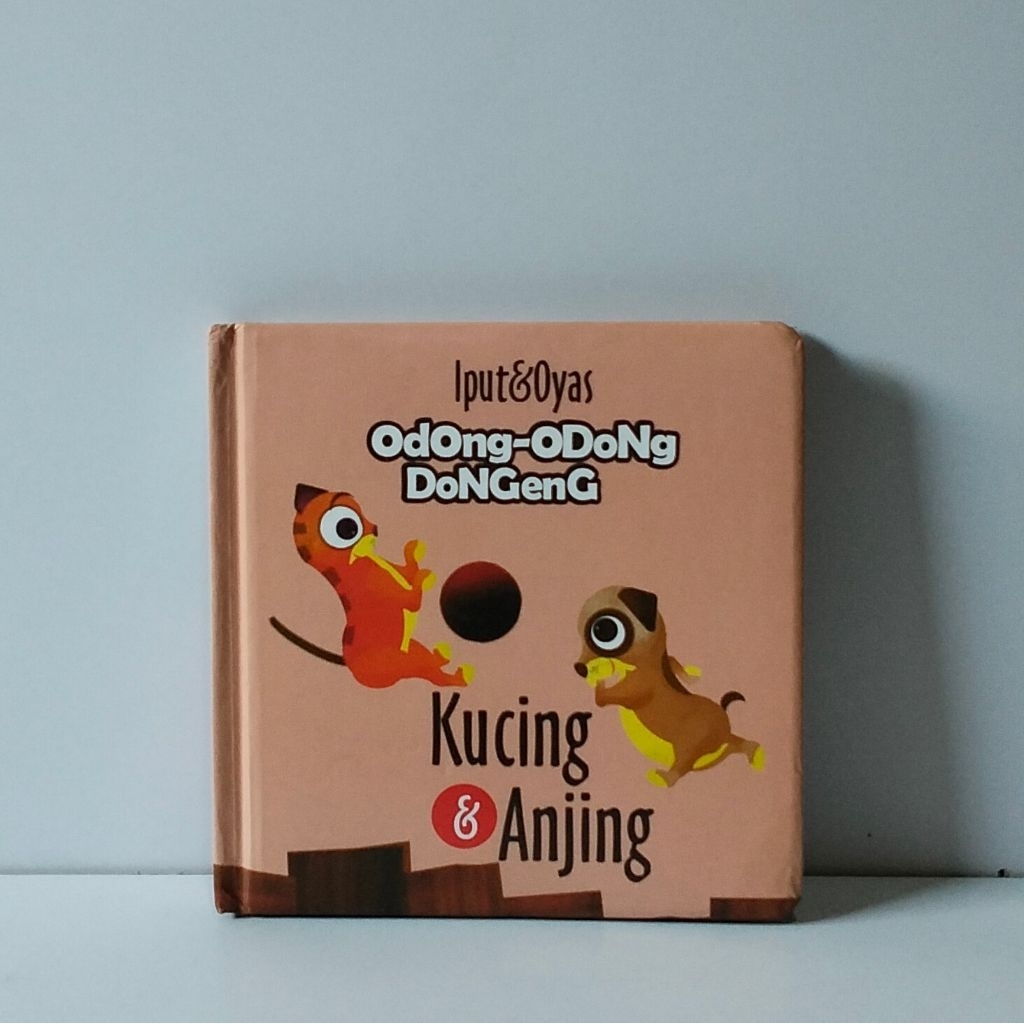 Iput&Oyas
OdOng-ODoNg
DoNGenG
Kucing
& Anjing